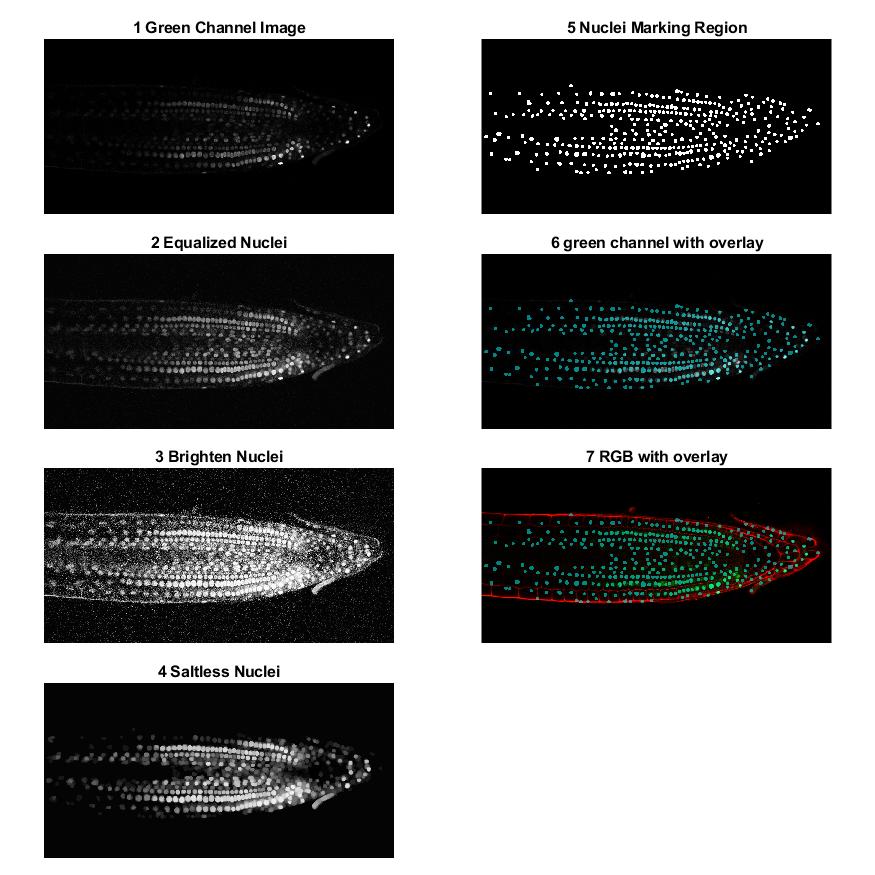 1 Green Channel Image
2 Equalized Nuclei
3 Brighten Nuclei
4 Saltless Nuclei
5 Nuclei Marking Region
6 green channel with overlay
7 RGB with overlay